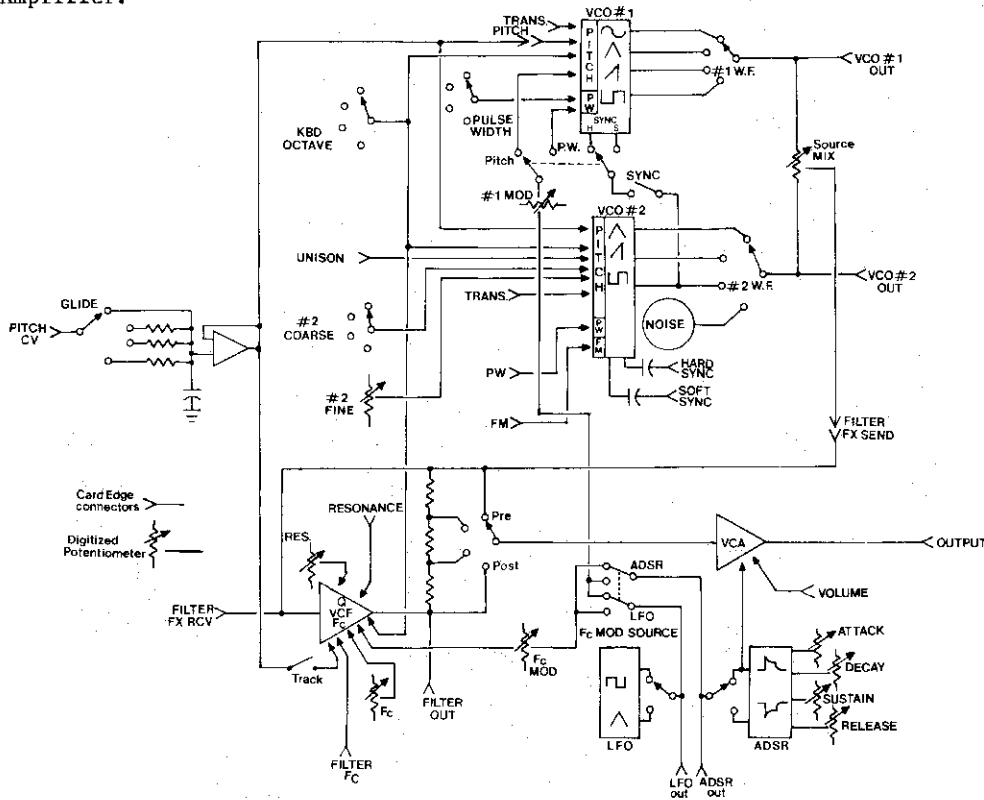 Amplifier.
VCO#1
TRANS.
PITCH
PITCH
PW
SYNC
H S
#1 W.F.
VCO #1
OUT
KBD
OCTAVE
PULSE
WIDTH
P.W.
Pitch
SYNC
Source
MIX
#1 MOD
VCO #2
PITCH
UNISON
TRANS.
VCO#2
OUT
#2 W.F.
GLIDE
PITCH
CV
#2
COARSE
NOISE
PW
FM
PW
HARD
SYNC
SOFT
SYNC
#2
FINE
FM
FILTER
FX SEND
Card Edge
connectors
RESONANCE
Pre
Digitized
Potentiometer
RES.
VCA
OUTPUT
Post
ADSR
Q
VCF
FC
FILTER
FX RCV
VOLUME
LFO
FC MOD SOURCE
FC
MOD
ATTACK
Track
DECAY
FC
SUSTAIN
FILTER
OUT
RELEASE
LFO
ADSR
FILTER
FC
LFO
out
ADSR
out